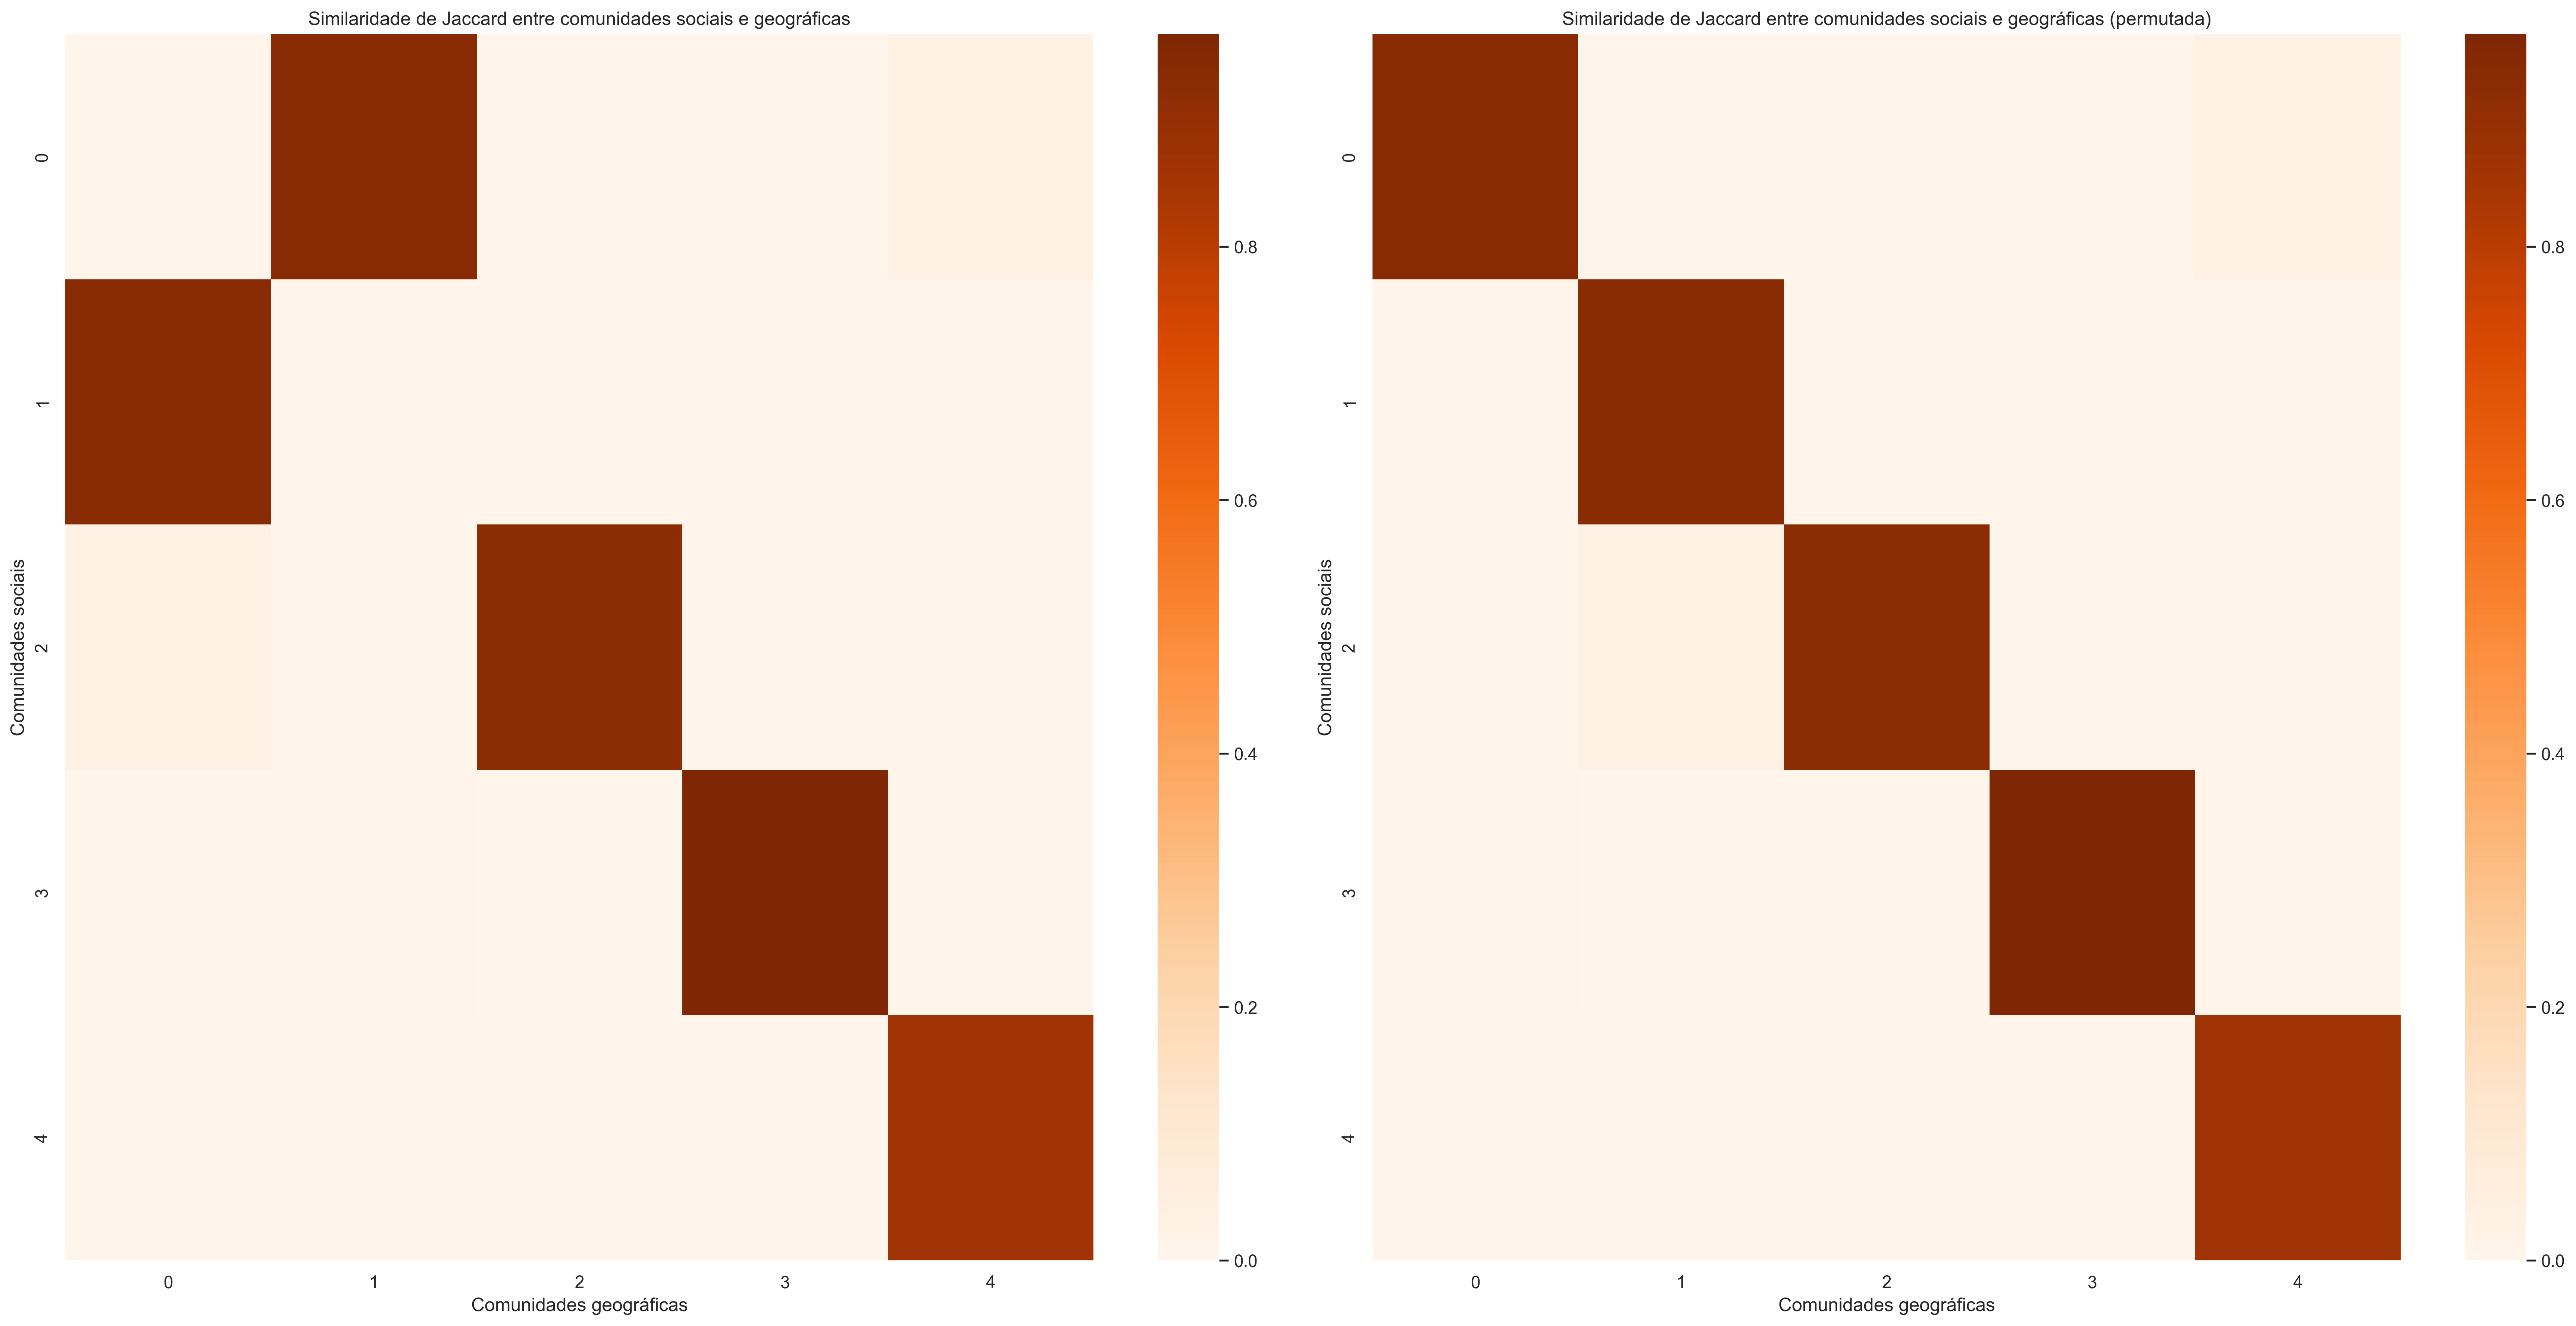 Similaridade de Jaccard entre comunidades sociais e geográficas
Comunidades sociais
0
1
2
3
4
0 1 2 3 4
Comunidades geográficas
0.8
0.6
0.4
0.2
0.0
Similaridade de Jaccard entre comunidades sociais e geográficas (permutada)
Comunidades sociais
0
1
2
3
4
0 1 2 3 4
Comunidades geográficas
0.8
0.6
0.4
0.2
0.0